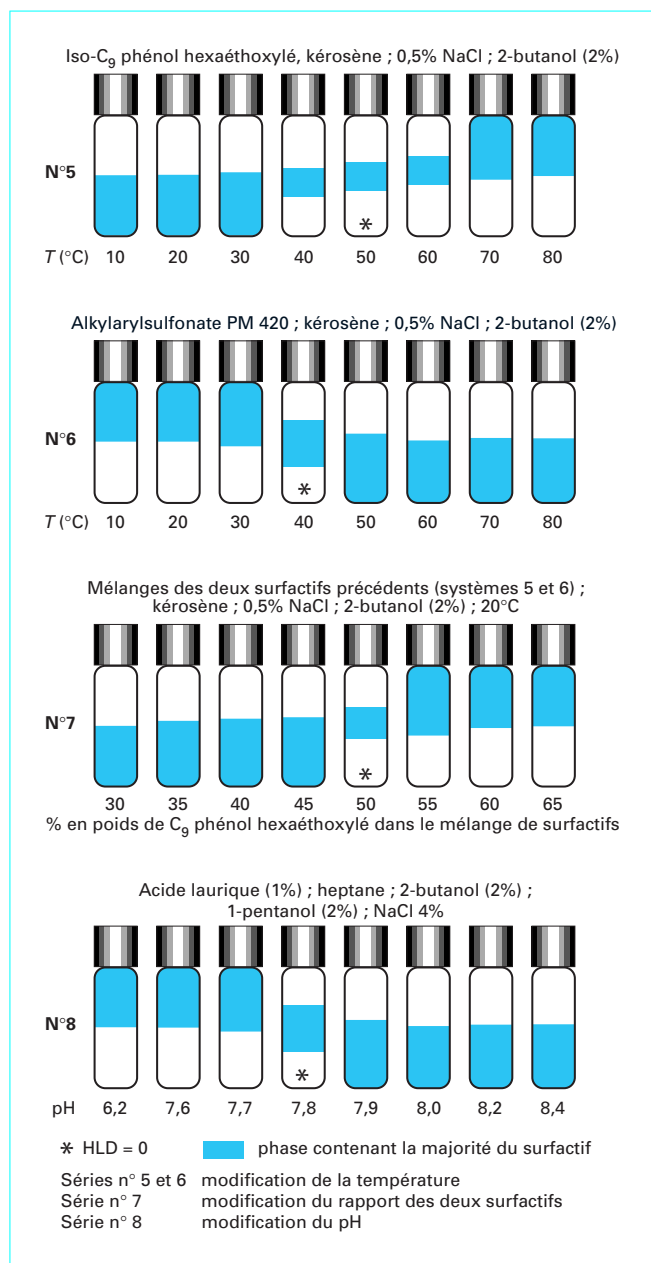 Iso-C9 phénol hexaéthoxylé, kérosène ; 0,5% NaCl ; 2-butanol (2%)
N°5
*
T (°C) 10 20 30 40 50 60 70 80
Alkylarylsulfonate PM 420 ; kérosène ; 0,5% NaCl ; 2-butanol (2%)
N°6
*
T (°C) 10 20 30 40 50 60 70 80
Mélanges des deux surfactifs précédents (systèmes 5 et 6) ;
kérosène ; 0,5% NaCl ; 2-butanol (2%) ; 20°C
N°7
*
30 35 40 45 50 55 60 65
% en poids de C9 phénol hexaéthoxylé dans le mélange de surfactifs
Acide laurique (1%) ; heptane ; 2-butanol (2%) ;
1-pentanol (2%) ; NaCl 4%
N°8
*
pH 6,2 7,6 7,7 7,8 7,9 8,0 8,2 8,4
* HLD = 0 phase contenant la majorité du surfactif
Séries n° 5 et 6 modification de la température
Série n° 7 modification du rapport des deux surfactifs
Série n° 8 modification du pH